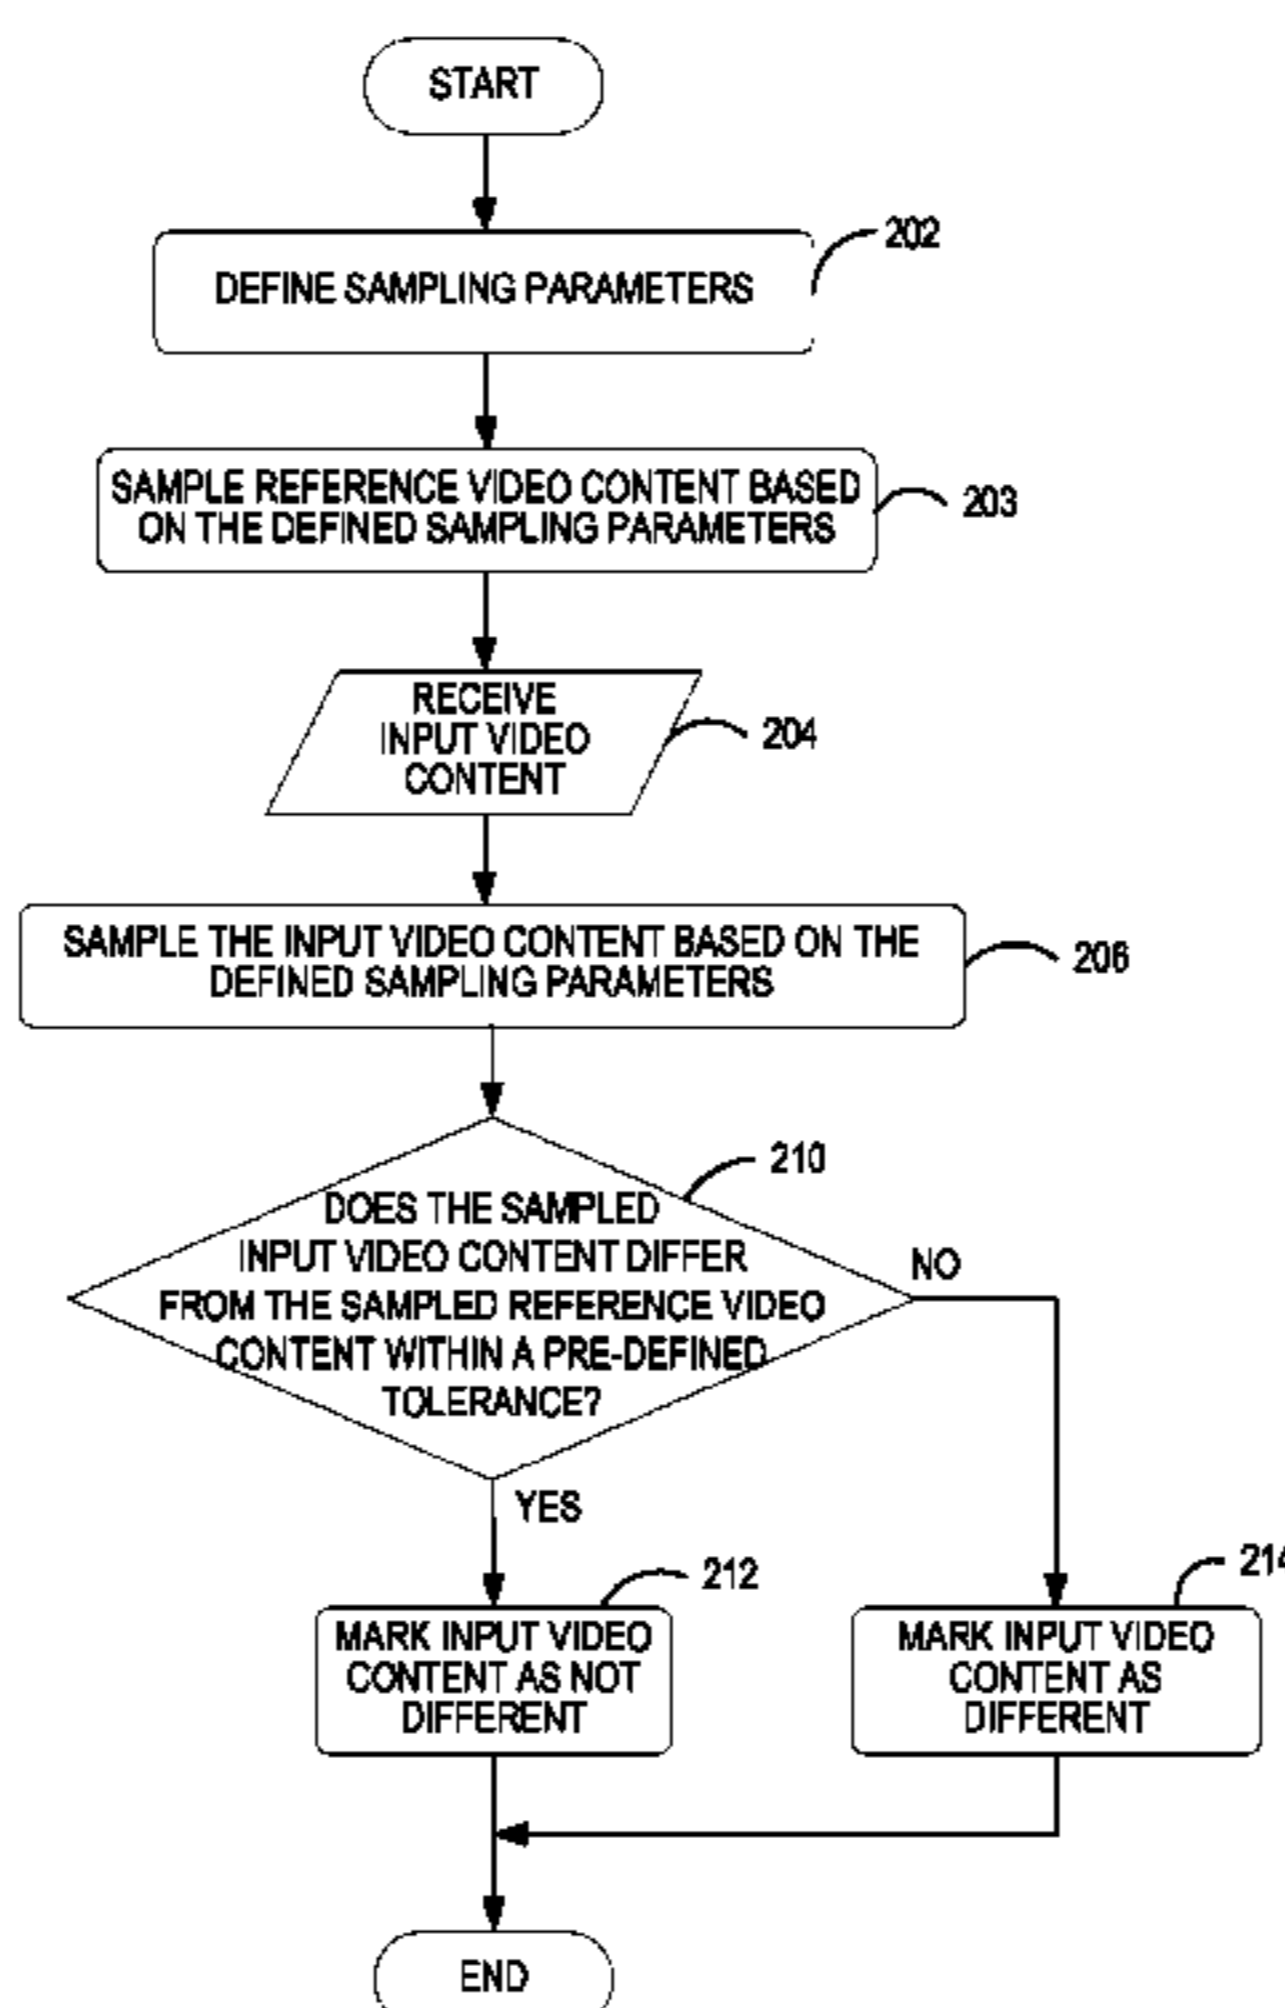 START
DEFINE SAMPLING PARAMETERS
202
SAMPLE REFERENCE VIDEO CONTENT BASED
ON THE DEFINED SAMPLING PARAMETERS
203
RECEIVE
INPUT VIDEO
CONTENT
204
SAMPLE THE INPUT VIDEO CONTENT BASED ON THE
DEFINED SAMPLING PARAMETERS
206
210
DOES THE SAMPLED
INPUT VIDEO CONTENT DIFFER
FROM THE SAMPLED REFERENCE VIDEO
CONTENT WITHIN A PRE-DEFINED
TOLERANCE?
NO
YES
212
214
MARK INPUT VIDEO
CONTENT AS NOT
DIFFERENT
MARK INPUT VIDEO
CONTENT AS
DIFFERENT
END